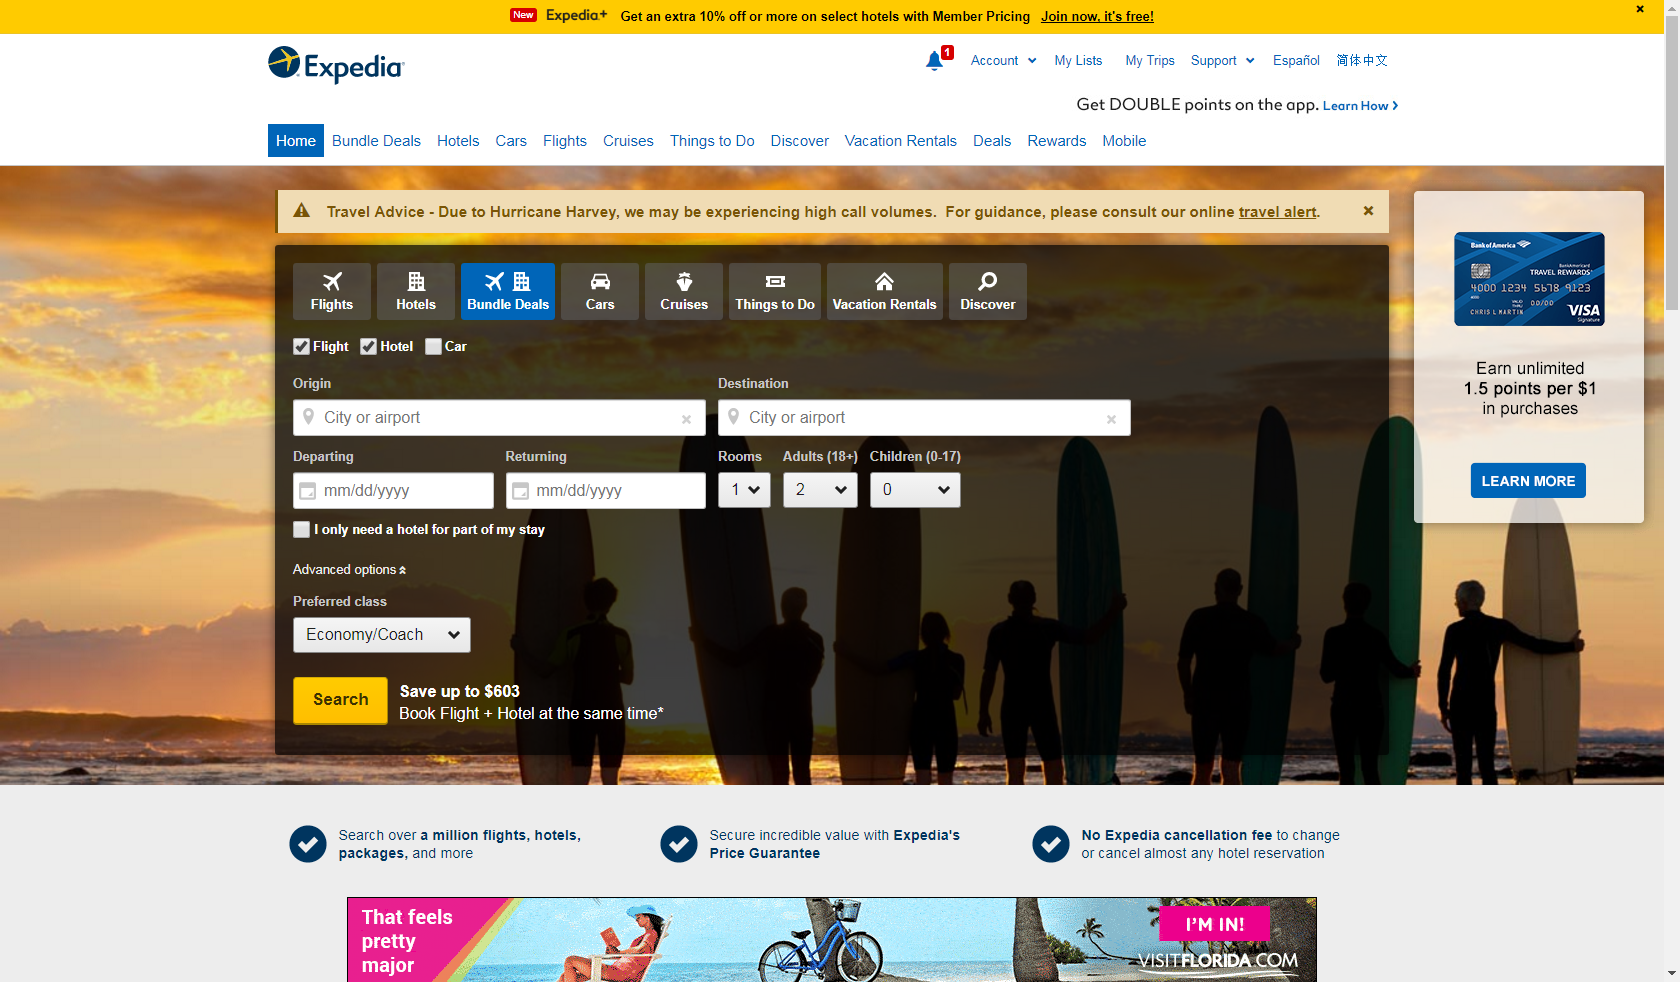 New Expedia+ Get an extra 10% off or more on select hotels with Member Pricing Join now, it's free!
Expedia
1
Account My Lists My Trips Support Español 简体中文
Get DOUBLE points on the app. Learn How
Home Bundle Deals Hotels Cars Flights Cruises Things to Do Discover Vacation Rentals Deals Rewards Mobile
Travel Advice - Due to Hurricane Harvey, we may be experiencing high call volumes. For guidance, please consult our online travel alert.
Flights Hotels Bundle Deals Cars Cruises Things to Do Vacation Rentals Discover
Flight Hotel Car
Origin Destination
City or airport City or airport
Departing Returning Rooms Adults (18+) Children (0-17)
mm/dd/yyyy mm/dd/yyyy 1 2 0
I only need a hotel for part of my stay
Advanced options
Preferred class
Economy/Coach
Search
Save up to $603
Book Flight + Hotel at the same time*
Bank of America
BankAmericard
TRAVEL REWARDS
4000 1234 5678 9123
VALID THRU 00/00
CHRIS L MARTIN
VISA
Signature
Earn unlimited
1.5 points per $1
in purchases
LEARN MORE
Search over a million flights, hotels,
packages, and more
Secure incredible value with Expedia's
Price Guarantee
No Expedia cancellation fee to change
or cancel almost any hotel reservation
That feels
pretty
major
I'M IN!
VISITFLORIDA.COM